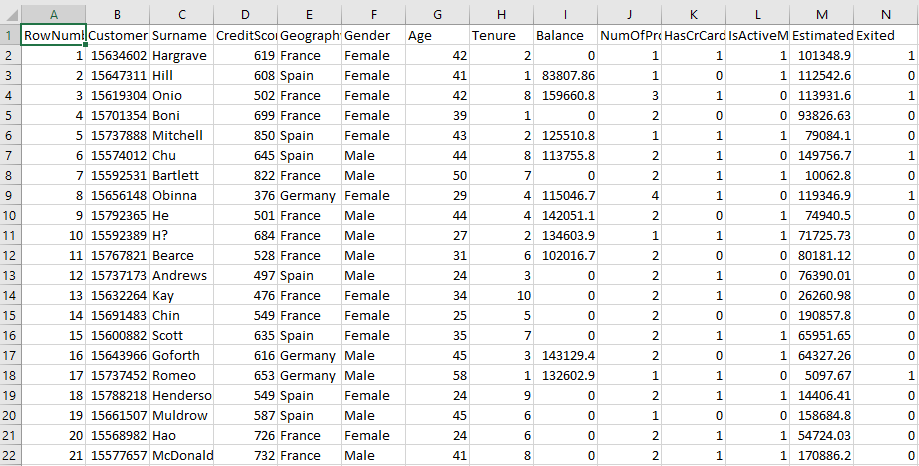 A B C D E F G H I J K L M N
1 RowNumb Customer Surname CreditScor Geograph Gender Age Tenure Balance NumOfPro HasCrCard IsActiveM Estimated Exited
2 1 15634602 Hargrave 619 France Female 42 2 0 1 1 1 101348.9 1
3 2 15647311 Hill 608 Spain Female 41 1 83807.86 1 0 1 112542.6 0
4 3 15619304 Onio 502 France Female 42 8 159660.8 3 1 0 113931.6 1
5 4 15701354 Boni 699 France Female 39 1 0 2 0 0 93826.63 0
6 5 15737888 Mitchell 850 Spain Female 43 2 125510.8 1 1 1 79084.1 0
7 6 15574012 Chu 645 Spain Male 44 8 113755.8 2 1 0 149756.7 1
8 7 15592531 Bartlett 822 France Male 50 7 0 2 1 1 10062.8 0
9 8 15656148 Obinna 376 Germany Female 29 4 115046.7 4 1 0 119346.9 1
10 9 15792365 He 501 France Male 44 4 142051.1 2 0 1 74940.5 0
11 10 15592389 H? 684 France Male 27 2 134603.9 1 1 1 71725.73 0
12 11 15767821 Bearce 528 France Male 31 6 102016.7 2 0 0 80181.12 0
13 12 15737173 Andrews 497 Spain Male 24 3 0 2 1 0 76390.01 0
14 13 15632264 Kay 476 France Female 34 10 0 2 1 0 26260.98 0
15 14 15691483 Chin 549 France Female 25 5 0 2 0 0 190857.8 0
16 15 15600882 Scott 635 Spain Female 35 7 0 2 1 1 65951.65 0
17 16 15643966 Goforth 616 Germany Male 45 3 143129.4 2 0 1 64327.26 0
18 17 15737452 Romeo 653 Germany Male 58 1 132602.9 1 1 0 5097.67 1
19 18 15788218 Henderso 549 Spain Female 24 9 0 2 1 1 14406.41 0
20 19 15661507 Muldrow 587 Spain Male 45 6 0 1 0 0 158684.8 0
21 20 15568982 Hao 726 France Female 24 6 0 2 1 1 54724.03 0
22 21 15577657 McDonald 732 France Male 41 8 0 2 1 1 170886.2 0